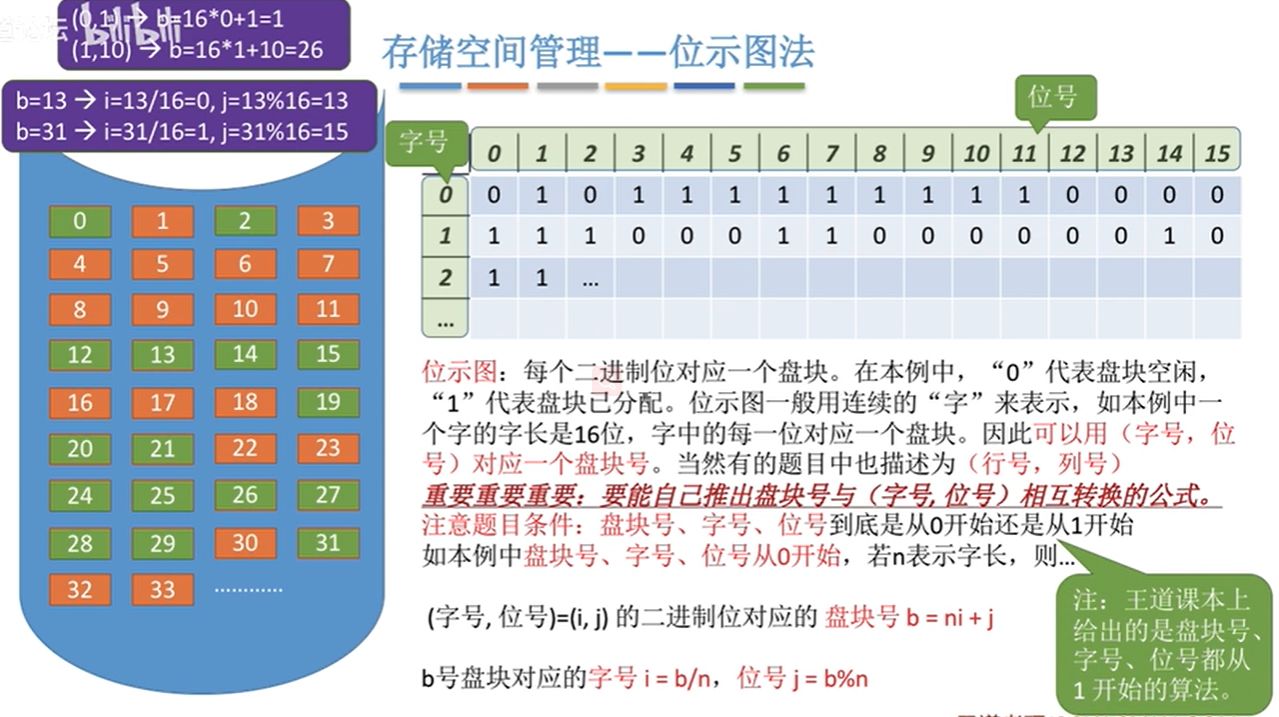 (0,1) → b=16*0+1=1
bilibili
(1,10) → b=16*1+10=26
b=13 → i=13/16=0, j=13%16=13
b=31 → i=31/16=1, j=31%16=15
存储空间管理——位示图法
位号
字号
0 1 2 3 4 5 6 7 8 9 10 11 12 13 14 15
0 0 1 0 1 1 1 1 1 1 1 1 1 0 0 0 0
1 1 1 1 0 0 0 1 1 0 0 0 0 0 0 1 0
2 1 1 …
…
0 1 2 3
4 5 6 7
8 9 10 11
12 13 14 15
16 17 18 19
20 21 22 23
24 25 26 27
28 29 30 31
32 33 …………
位示图：每个二进制位对应一个盘块。在本例中，“0”代表盘块空闲，
“1”代表盘块已分配。位示图一般用连续的“字”来表示，如本例中一
个字的字长是16位，字中的每一位对应一个盘块。因此可以用（字号，位
号）对应一个盘块号。当然有的题目中也描述为（行号，列号）
重要重要重要：要能自己推出盘块号与（字号, 位号）相互转换的公式。
注意题目条件：盘块号、字号、位号到底是从0开始还是从1开始
如本例中盘块号、字号、位号从0开始，若n表示字长，则…
(字号, 位号)=(i, j) 的二进制位对应的 盘块号 b = ni + j
b号盘块对应的字号 i = b/n，位号 j = b%n
注：王道课本上
给出的是盘块号、
字号、位号都从
1 开始的算法。